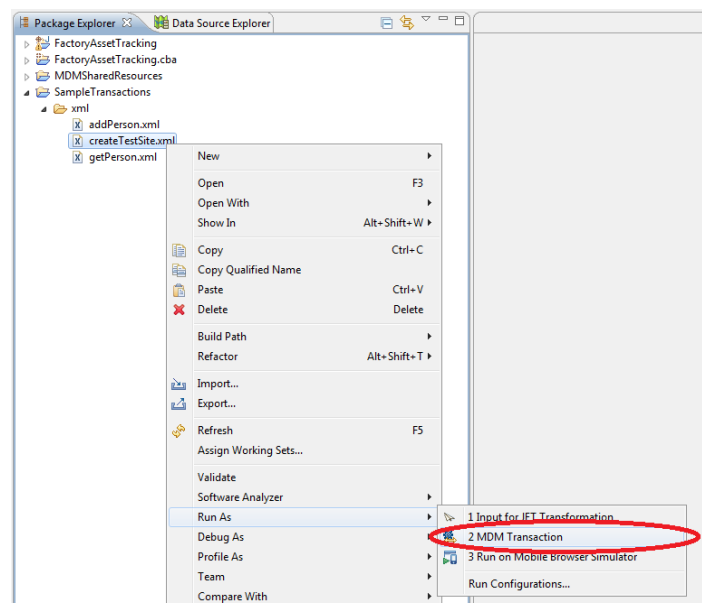 Package Explorer Data Source Explorer
FactoryAssetTracking
FactoryAssetTracking.cba
MDMSharedResources
SampleTransactions
xml
addPerson.xml
createTestSite.xml
getPerson.xml
New
Open F3
Open With
Show In Alt+Shift+W
Copy Ctrl+C
Copy Qualified Name
Paste Ctrl+V
Delete Delete
Build Path
Refactor Alt+Shift+T
Import...
Export...
Refresh F5
Assign Working Sets...
Validate
Software Analyzer
Run As
1 Input for JET Transformation
Debug As
2 MDM Transaction
Profile As
3 Run on Mobile Browser Simulator
Team
Run Configurations...
Compare With